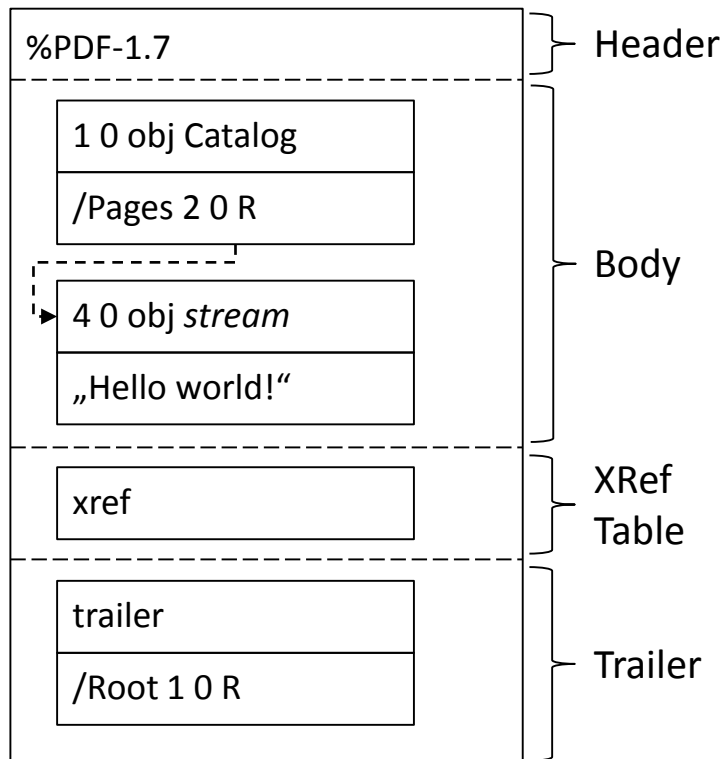 %PDF-1.7
Header
1 0 obj Catalog
/Pages 2 0 R
Body
4 0 obj stream
„Hello world!“
xref
XRef
Table
trailer
/Root 1 0 R
Trailer